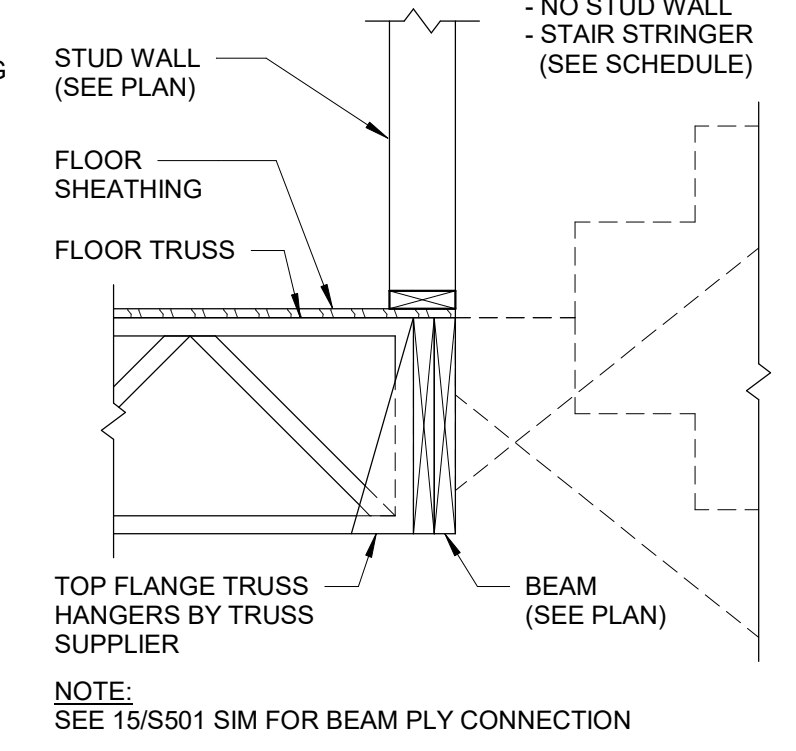 - NO STUD WALL
- STAIR STRINGER
(SEE SCHEDULE)
G
STUD WALL
(SEE PLAN)
FLOOR
SHEATHING
FLOOR TRUSS
TOP FLANGE TRUSS
HANGERS BY TRUSS
SUPPLIER
BEAM
(SEE PLAN)
NOTE:
SEE 15/S501 SIM FOR BEAM PLY CONNECTION